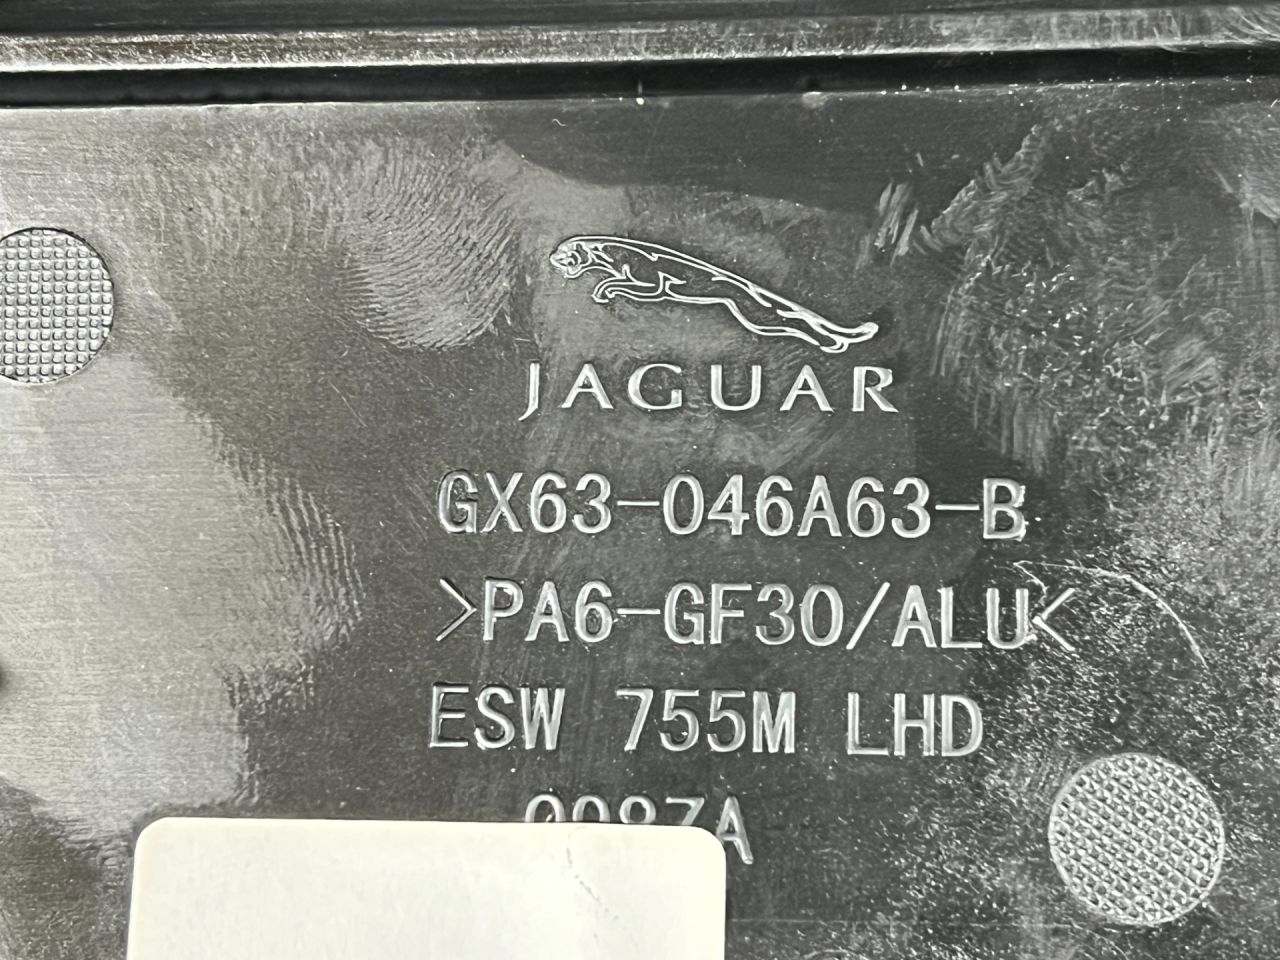 JAGUAR
GX63-046A63-B
>PA6-GF30/ALU<
ESW 755M LHD